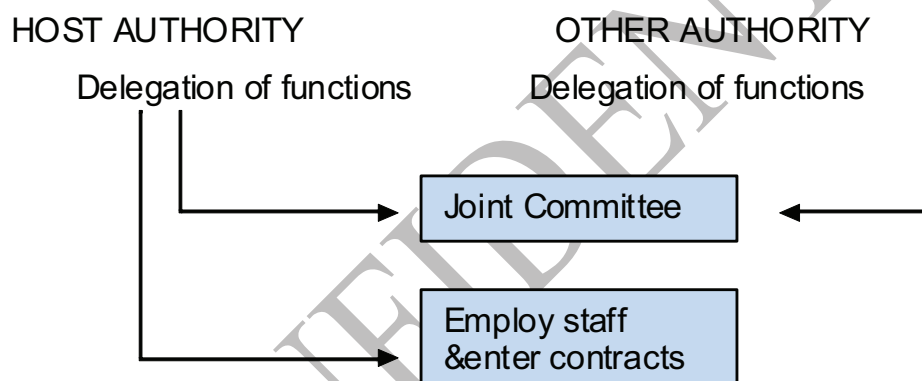 HOST AUTHORITY
OTHER AUTHORITY
Delegation of functions
Delegation of functions
Joint Committee
Employ staff
&enter contracts